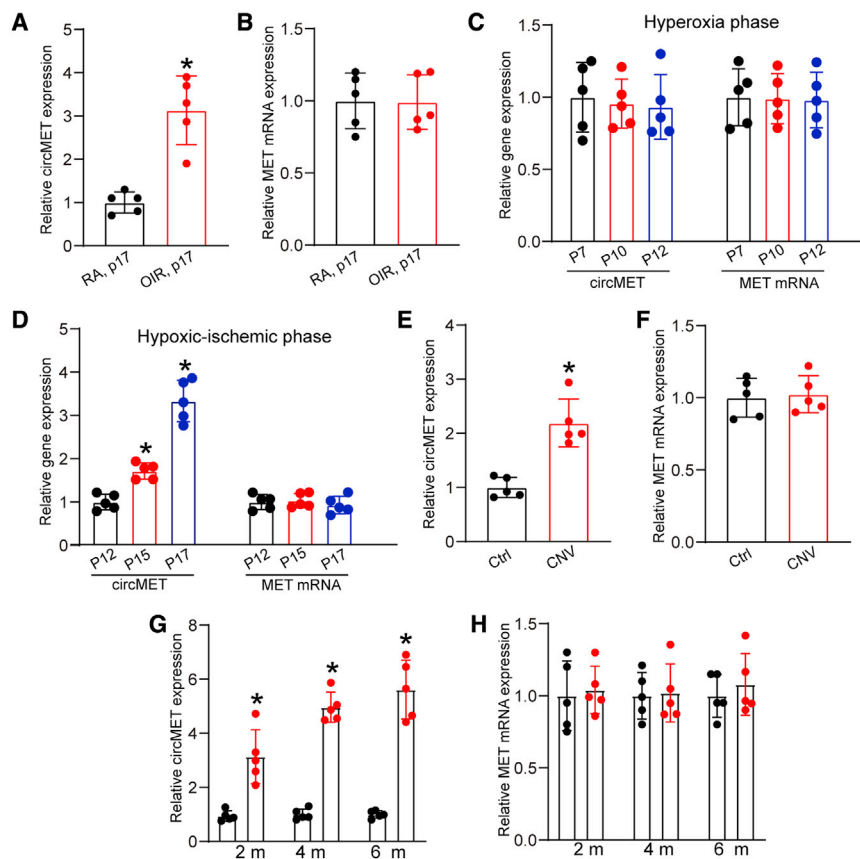 A
Relative circMET expression
5
4
3
2
1
0
*
RA, p17
OIR, p17
B
Relative MET mRNA expression
1.5
1.0
0.5
0.0
RA, p17
OIR, p17
C
Hyperoxia phase
Relative gene expression
1.5
1.0
0.5
0.0
P7
P10
P12
P7
P10
P12
circMET
MET mRNA
D
Hypoxic-ischemic phase
Relative gene expression
5
4
3
2
1
0
*
*
P12
P15
P17
P12
P15
P17
circMET
MET mRNA
E
Relative circMET expression
4
3
2
1
0
*
Ctrl
CNV
F
Relative MET mRNA expression
1.5
1.0
0.5
0.0
Ctrl
CNV
G
Relative circMET expression
8
6
4
2
0
*
*
*
2 m
4 m
6 m
H
Relative MET mRNA expression
1.5
1.0
0.5
0.0
2 m
4 m
6 m